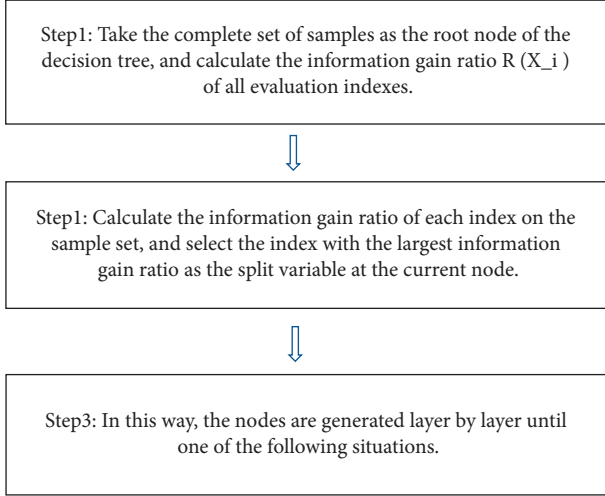 Step1: Take the complete set of samples as the root node of the
decision tree, and calculate the information gain ratio R (X_i )
of all evaluation indexes.
Step1: Calculate the information gain ratio of each index on the
sample set, and select the index with the largest information
gain ratio as the split variable at the current node.
Step3: In this way, the nodes are generated layer by layer until
one of the following situations.